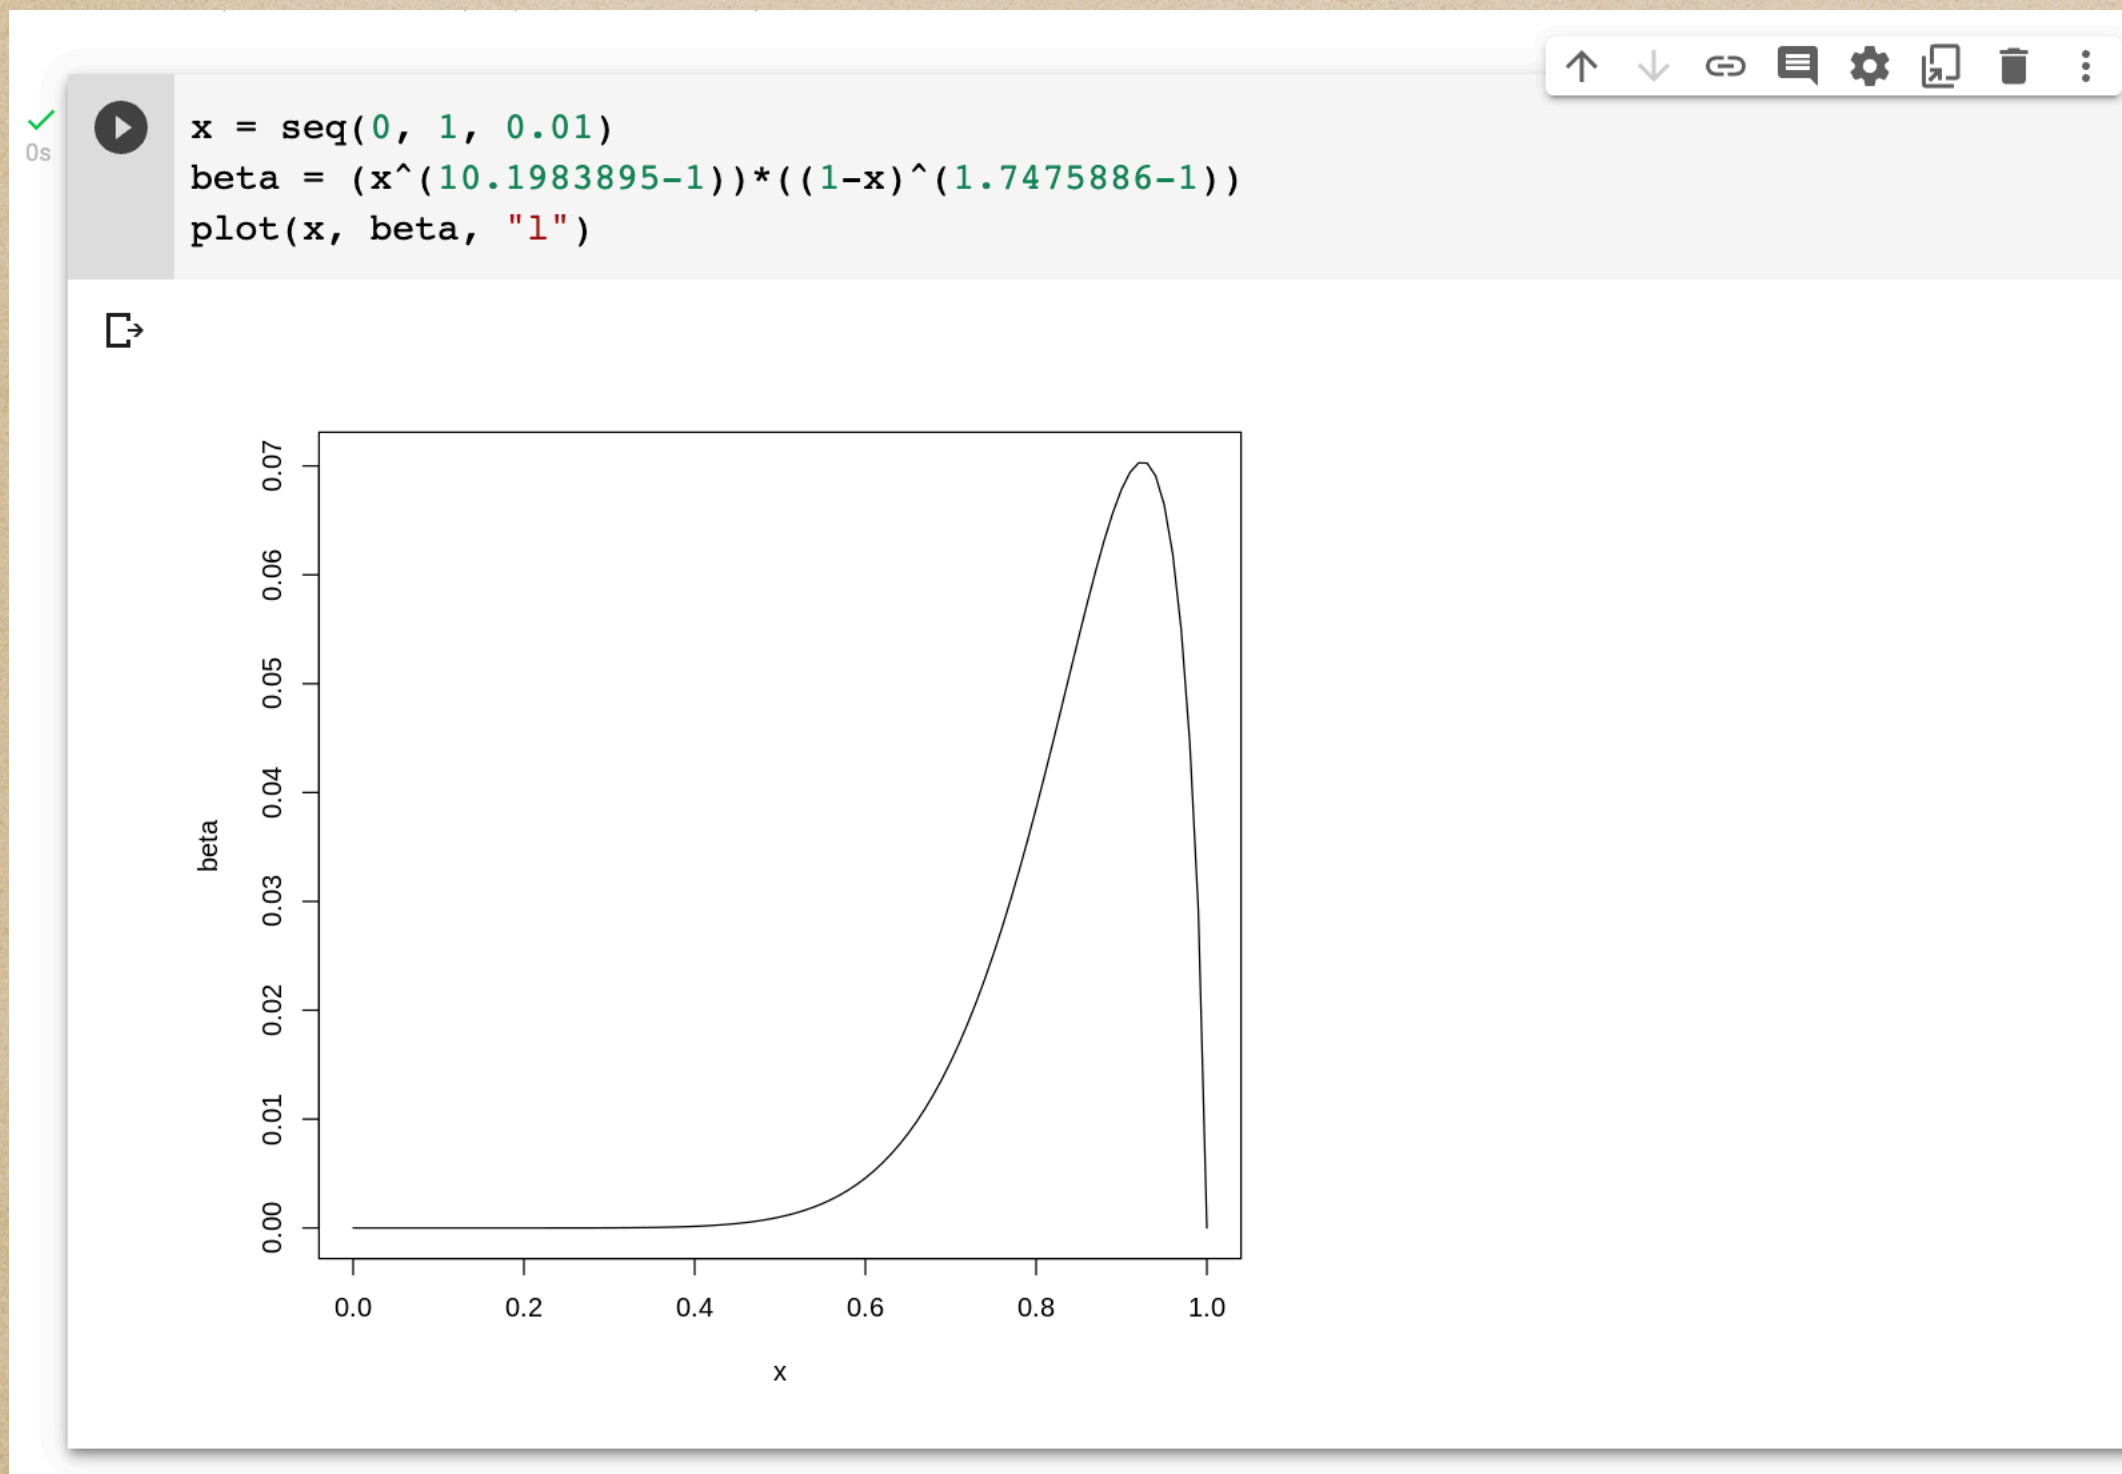 0s
x = seq(0, 1, 0.01)
beta = (x^(10.1983895-1))*((1-x)^(1.7475886-1))
plot(x, beta, "l")
0.07
0.06
0.05
0.04
0.03
0.02
0.01
0.00
beta
0.0 0.2 0.4 0.6 0.8 1.0
x